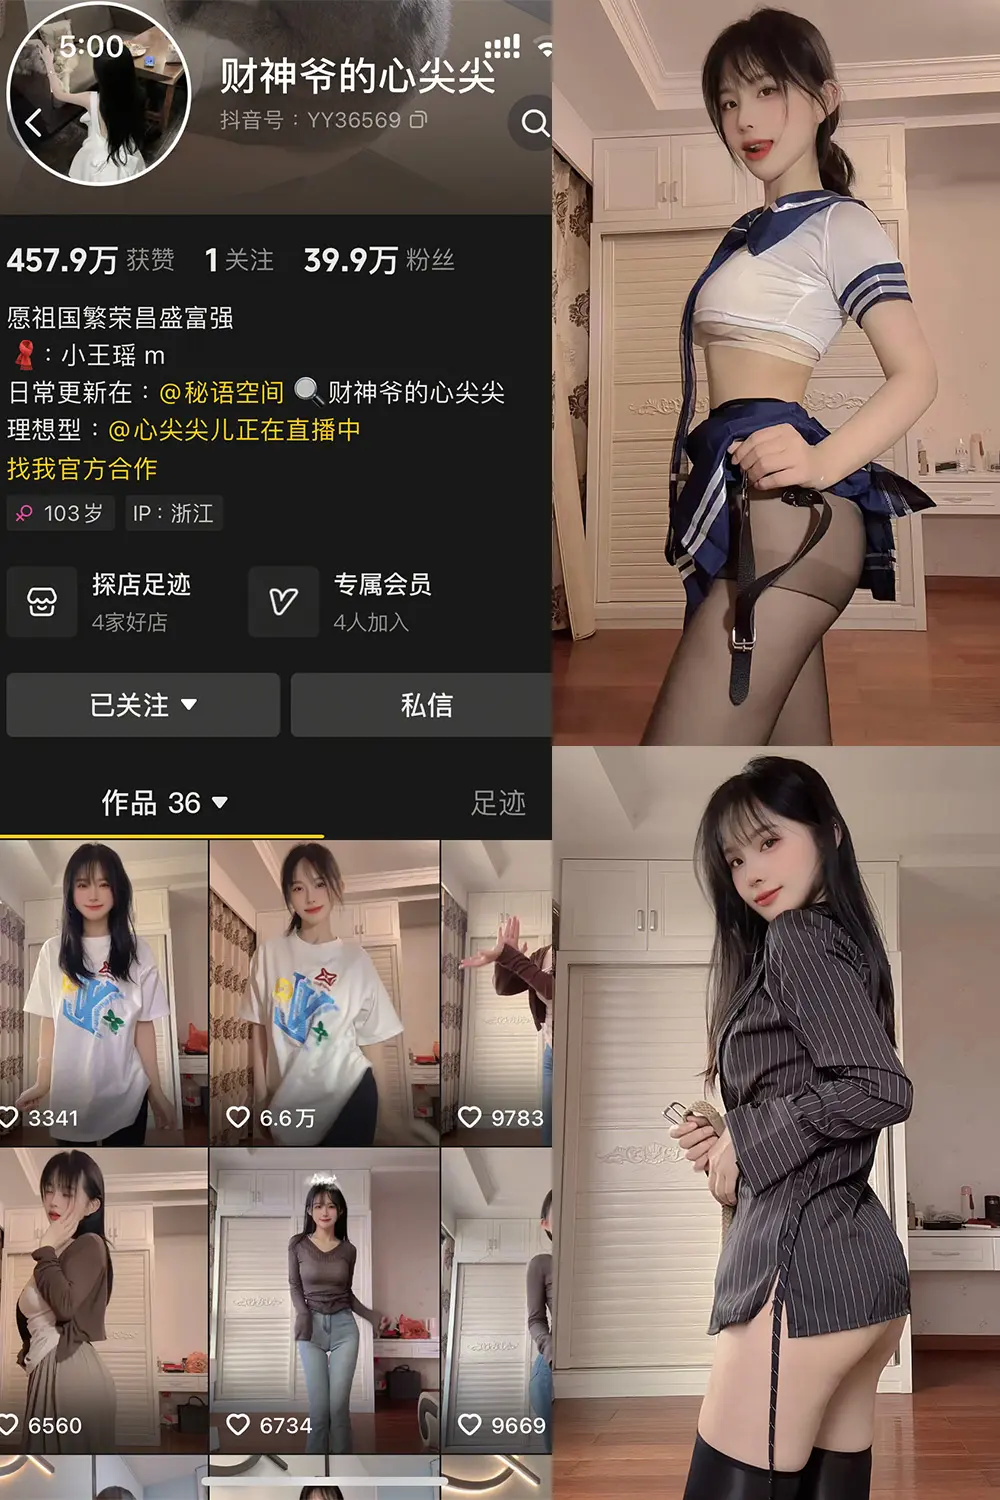 5:00
财神爷的心尖尖
抖音号：YY36569
457.9万 获赞 1 关注 39.9万 粉丝
愿祖国繁荣昌盛富强
：小王瑶 m
日常更新在：@秘语空间 财神爷的心尖尖
理想型：@心尖尖儿正在直播中
找我官方合作
103岁 IP：浙江
探店足迹 专属会员
4家好店 4人加入
已关注 私信
作品 36 足迹
3341 6.6万 9783
6560 6734 9669